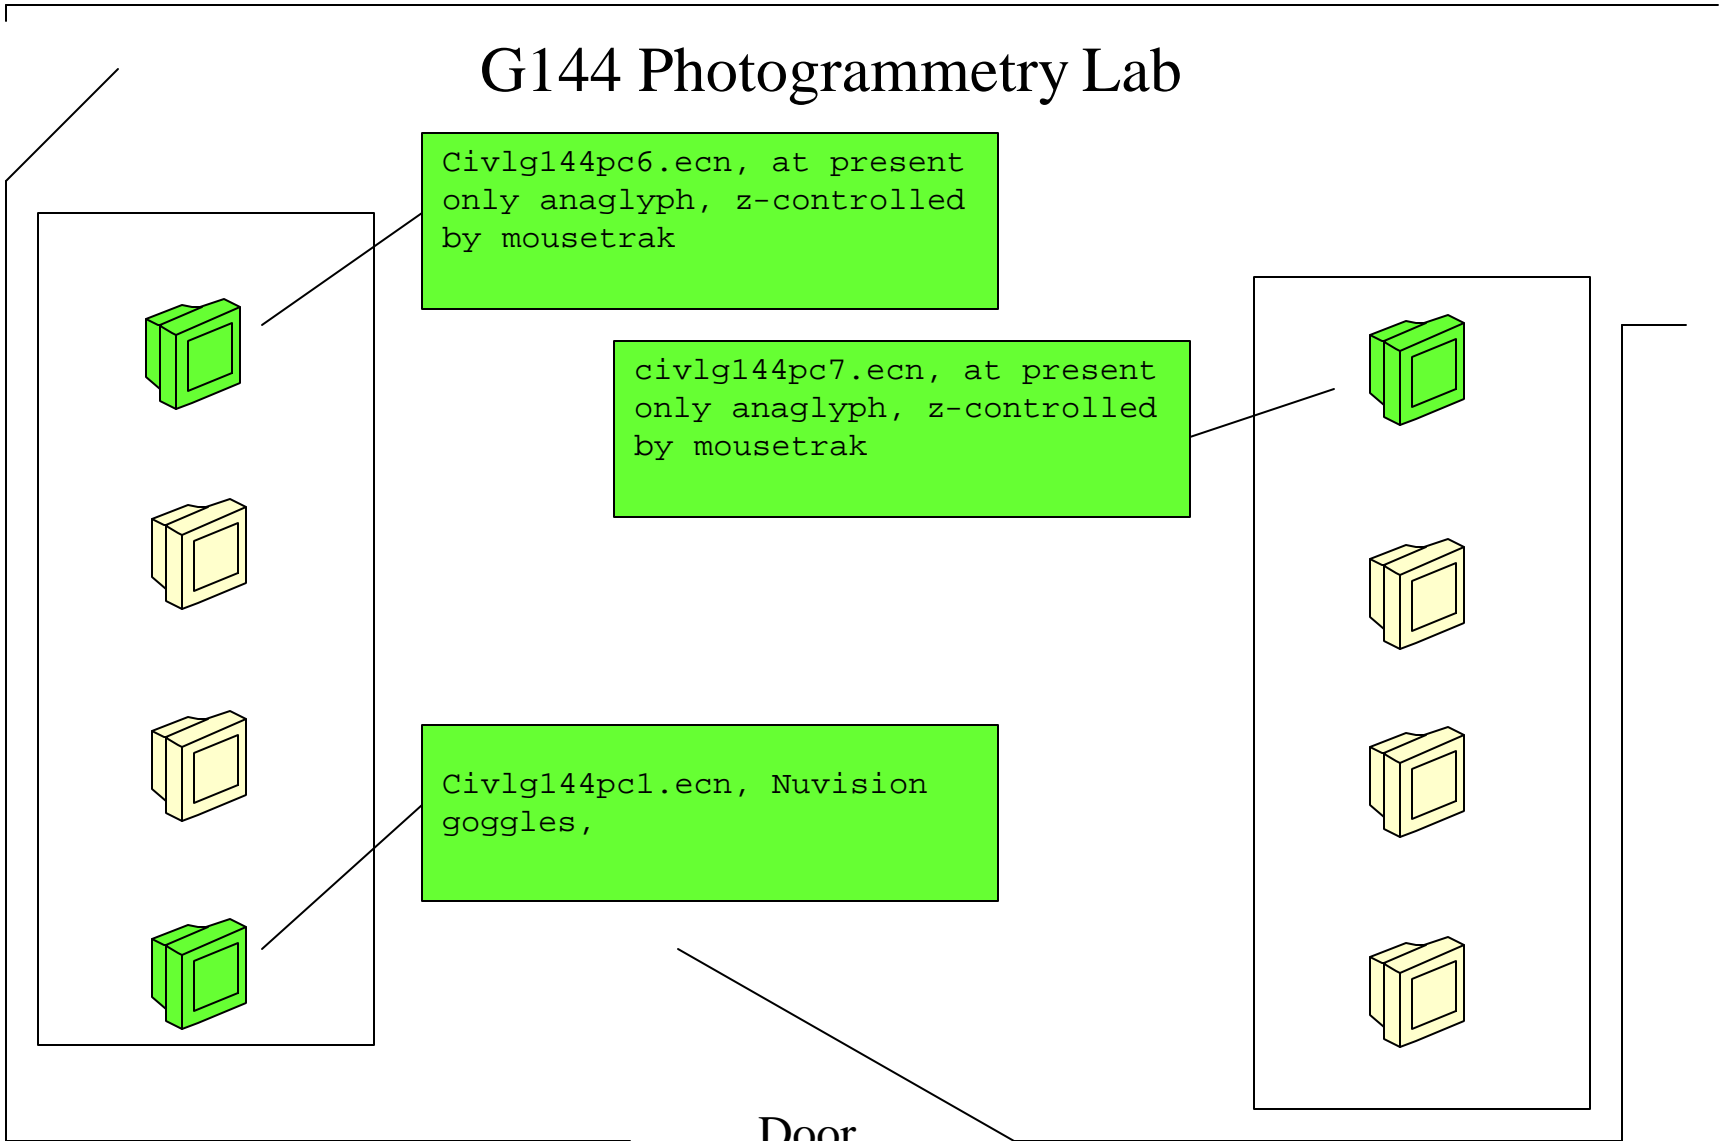 G144 Photogrammetry Lab
Civlg144pc6.ecn, at present
only anaglyph, z-controlled
by mousetrak
civlg144pc7.ecn, at present
only anaglyph, z-controlled
by mousetrak
Civlg144pc1.ecn, Nuvision
goggles,
Door